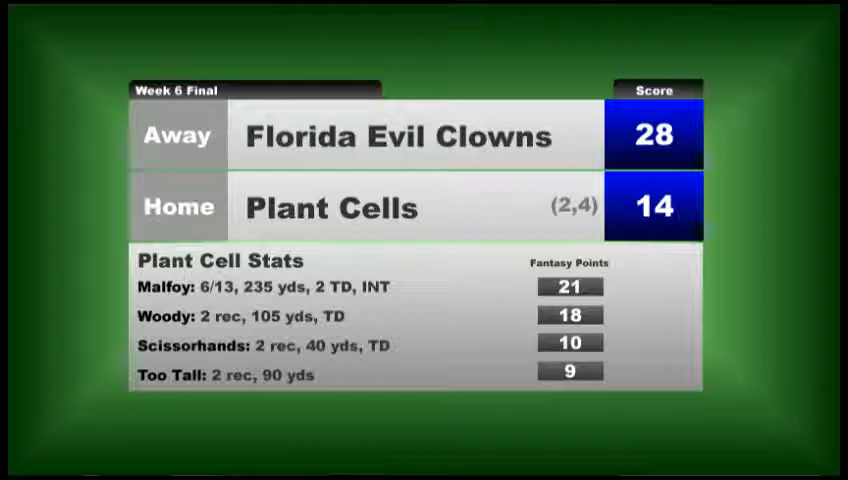 Week 6 Final Score
Away Florida Evil Clowns 28
Home Plant Cells (2,4) 14
Plant Cell Stats Fantasy Points
Malfoy: 6/13, 235 yds, 2 TD, INT 21
Woody: 2 rec, 105 yds, TD 18
Scissorhands: 2 rec, 40 yds, TD 10
Too Tall: 2 rec, 90 yds 9